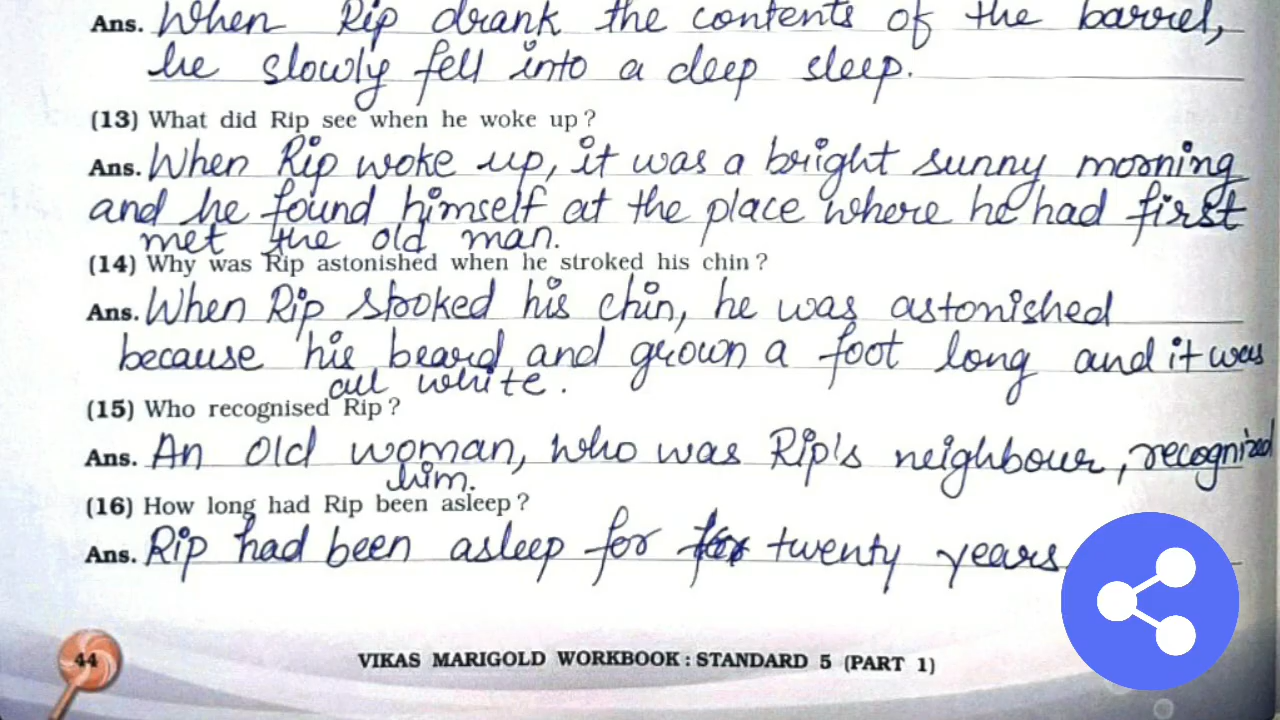 Ans. When Rip drank the contents of the barrel,
he slowly fell into a deep sleep.
(13) What did Rip see when he woke up?
Ans. When Rip woke up, it was a bright sunny morning
and he found himself at the place where he had first
met the old man.
(14) Why was Rip astonished when he stroked his chin?
Ans. When Rip stroked his chin, he was astonished
because his beard and grown a foot long and it was
all white.
(15) Who recognised Rip?
Ans. An old woman, who was Rip's neighbour, recognized
him.
(16) How long had Rip been asleep?
Ans. Rip had been asleep for twenty years
44
VIKAS MARIGOLD WORKBOOK: STANDARD 5 (PART 1)